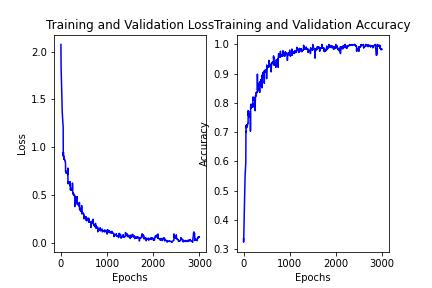 Training and Validation Loss
2.0
1.5
1.0
0.5
0.0
Loss
0 1000 2000 3000
Epochs
Training and Validation Accuracy
1.0
0.9
0.8
0.7
0.6
0.5
0.4
0.3
Accuracy
0 1000 2000 3000
Epochs